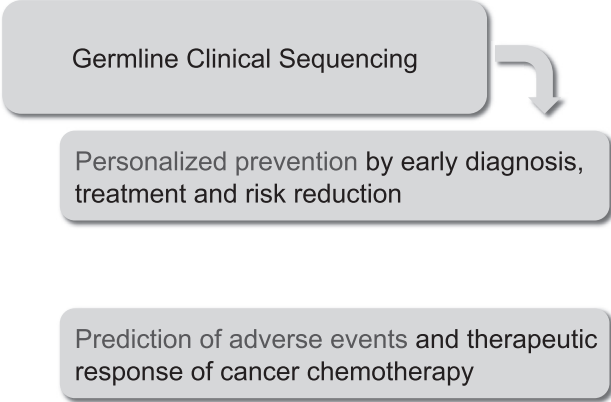 Germline Clinical Sequencing
Personalized prevention by early diagnosis,
treatment and risk reduction
Prediction of adverse events and therapeutic
response of cancer chemotherapy